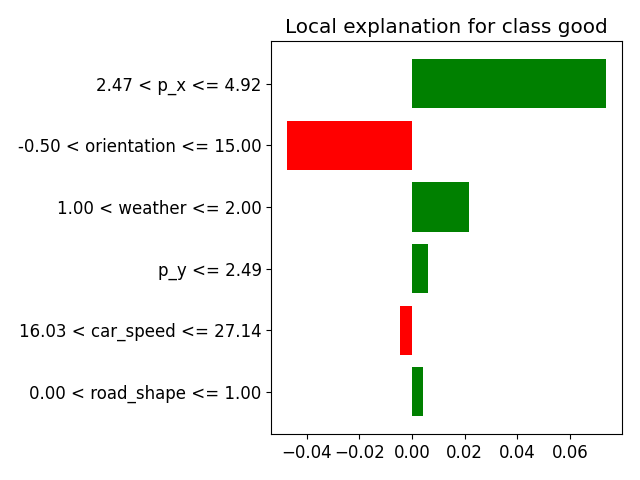 Local explanation for class good
2.47 < p_x <= 4.92
-0.50 < orientation <= 15.00
1.00 < weather <= 2.00
p_y <= 2.49
16.03 < car_speed <= 27.14
0.00 < road_shape <= 1.00
−0.04 −0.02 0.00 0.02 0.04 0.06